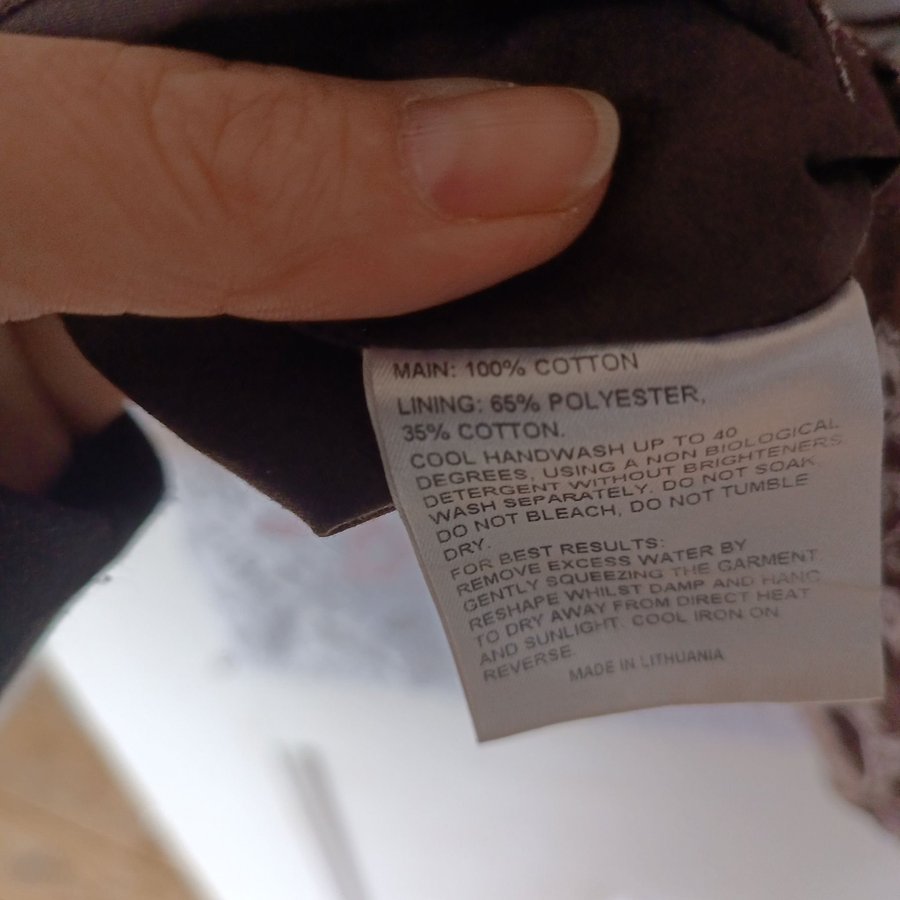 MAIN: 100% COTTON
LINING: 65% POLYESTER,
35% COTTON.
COOL HANDWASH UP TO 40
DEGREES, USING A NON BIOLOGICAL
DETERGENT WITHOUT BRIGHTENERS
WASH SEPARATELY. DO NOT SOAK
DO NOT BLEACH, DO NOT TUMBLE
DRY.
FOR BEST RESULTS:
REMOVE EXCESS WATER BY
GENTLY SQUEEZING THE GARMENT
RESHAPE WHILST DAMP AND HANG
TO DRY AWAY FROM DIRECT HEAT
AND SUNLIGHT. COOL IRON ON
REVERSE.
MADE IN LITHUANIA